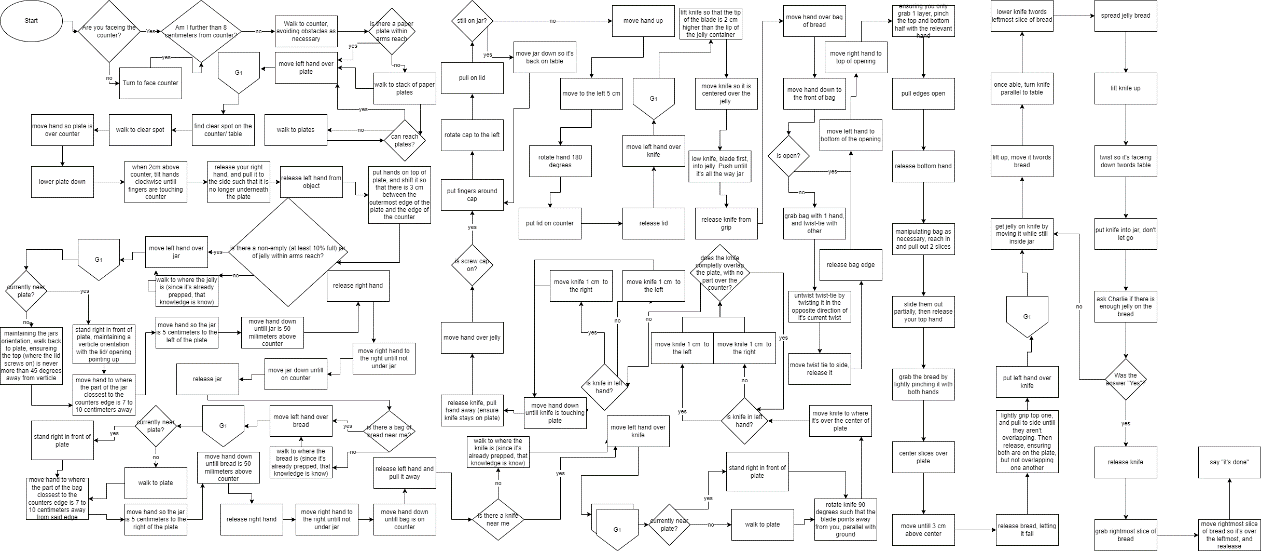 Start
Are you facing the
counter?
Yes
Am I further than 8
centimeters from counter?
no
Walk to counter,
avoiding obstacles as
necessary
is there a paper
plate within
arms reach
yes
no
Turn to face counter
yes
no
G1
move left hand over
plate
walk to stack of paper
plates
can reach
plates?
yes
no
walk to plates
find clear spot on the
counter/ table
walk to clear spot
move hand so plate is
over counter
lower plate down
when 2cm above
counter, tilt hands
clockwise untill
fingers are touching
counter
release your right
hand, and pull it to
the side such that it is
no longer underneath
the plate
release left hand from
object
put hands on top of
plate, and shift it so
that there is 3 cm
between the
outermost edge of the
plate and the edge of
the counter
is there a non-empty (at least 10% full) jar
of jelly within arms reach?
yes
no
walk to where the jelly
is (since it's already
prepped, that
knowledge is know)
move left hand over
jar
G1
currently near
plate?
yes
no
maintaining the jars
orientation, walk back to
plate, ensureing the
top (where the lid
screws on) is never
more than 45 degrees
away from verticle
stand right in front of
plate, maintaining a
verticle orientation
with the lid/ opening
pointing up
move hand to where
the part of the jar
clossest to the
counters edge is 7 to
10 centimeters away
move hand so the jar
is 5 centimeters to the
left of the plate
move hand down
untill jar is 50
milimeters above
counter
release right hand
move right hand to
the right untill not
under jar
move jar down untill
on counter
release jar
is there a bag of
bread near me?
yes
no
walk to where the
bread is (since it's
already prepped, that
knowledge is know)
move left hand over
bread
G1
currently near
plate?
yes
no
stand right in front of
plate
walk to plate
move hand to where
the part of the bag
clossest to the
counters edge is 7 to
10 centimeters away
from said edge
move hand so the jar
is 5 centimeters to the
right of the plate
move hand down
untill bread is 50
milimeters above
counter
release right hand
move right hand to
the right untill not
under jar
move hand down
untill bag is on
counter
release left hand and
pull it away
is there a knife
near me
no
yes
walk to where the
knife is (since it's
already prepped, that
knowledge is know)
move left hand over
knife
G1
currently near
plate?
yes
no
stand right in front of
plate
walk to plate
rotate knife 90
degrees such that the
blade points away
from you, parallel with
ground
move knife to where
it's over the center of
plate
is knife in left
hand?
yes
no
move knife 1 cm to
the left
move knife 1 cm to
the right
does the knife
completly overlap
the plate, with no
part over the
counter?
yes
no
is knife in left
hand?
yes
no
move knife 1 cm to
the right
move knife 1 cm to
the left
move hand down
untill knife is touching
plate
release knife, pull
hand away (ensure
knife stays on plate)
move hand over jelly
is screw cap
on?
yes
put fingers around
cap
rotate cap to the left
pull on lid
still on jar?
yes
no
move jar down so it's
back on table
move hand up
move to the left 5 cm
rotate hand 180
degrees
put lid on counter
release lid
move left hand over
knife
G1
lift knife so that the tip
of the blade is 2 cm
higher than the tip of
the jelly container
move knife so it is
centered over the
jelly
low knife, blade first,
into jelly. Push untill
it's all the way jar
release knife from
grip
move hand over bag
of bread
move hand down to
the front of bag
is open?
yes
no
grab bag with 1 hand,
and twist-tie with
other
untwist twist-tie by
twisting it in the
opposite direction of
it's current twist
move twist tie to side,
release it
release bag edge
move left hand to
bottom of the opening
move right hand to
top of opening
ensuring you only
grab 1 layer, pinch
the top and bottom
half with the relevant
hand
pull edges open
release bottom hand
manipulating bag as
necessary, reach in
and pull out 2 slices
slide them out
partially, then release
your top hand
grab the bread by
lightly pinching it with
both hands
center slices over
plate
move untill 3 cm
above center
release bread, letting
it fall
lightly grip top one,
and pull to side untill
they aren't
overlapping. Then
release, ensuring
both are on the plate,
but not overlapping
one another
put left hand over
knife
G1
get jelly on knife by
moving it while still
inside jar
lift up, move it twords
bread
once able, turn knife
parallel to table
lower knife twords
leftmost slice of bread
spread jelly bread
lift knife up
twist so it's faceing
down twords table
put knife into jar, don't
let go
ask Charlie if there is
enough jelly on the
bread
Was the
answer "Yes"?
no
yes
release knife
grab rightmost slice of
bread
move rightmost slice
of bread so it's over
the leftmost, and
realease
say "it's done"